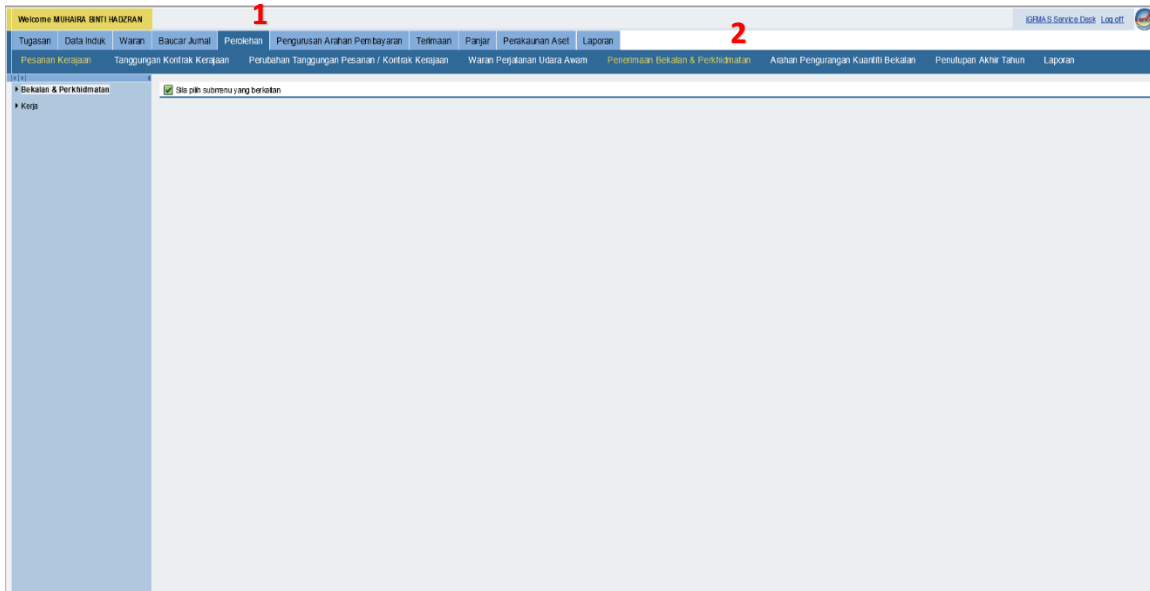 1
Welcome MUHAIRA BINTI HADZRAN iGFMAS Service Desk Log off
Tugasan Data Induk Waran Baucar Jurnal Perolehan Pengurusan Arahan Pembayaran Terimaan Panjar Perakaunan Aset Laporan 2
Pesanan Kerajaan Tanggungan Kontrak Kerajaan Perubahan Tanggungan Pesanan / Kontrak Kerajaan Waran Perjalanan Udara Awam Penerimaan Bekalan & Perkhidmatan Arahan Pengurangan Kuantiti Bekalan Penutupan Akhir Tahun Laporan
Bekalan & Perkhidmatan Sila pilih submenu yang berkaitan
Kerja